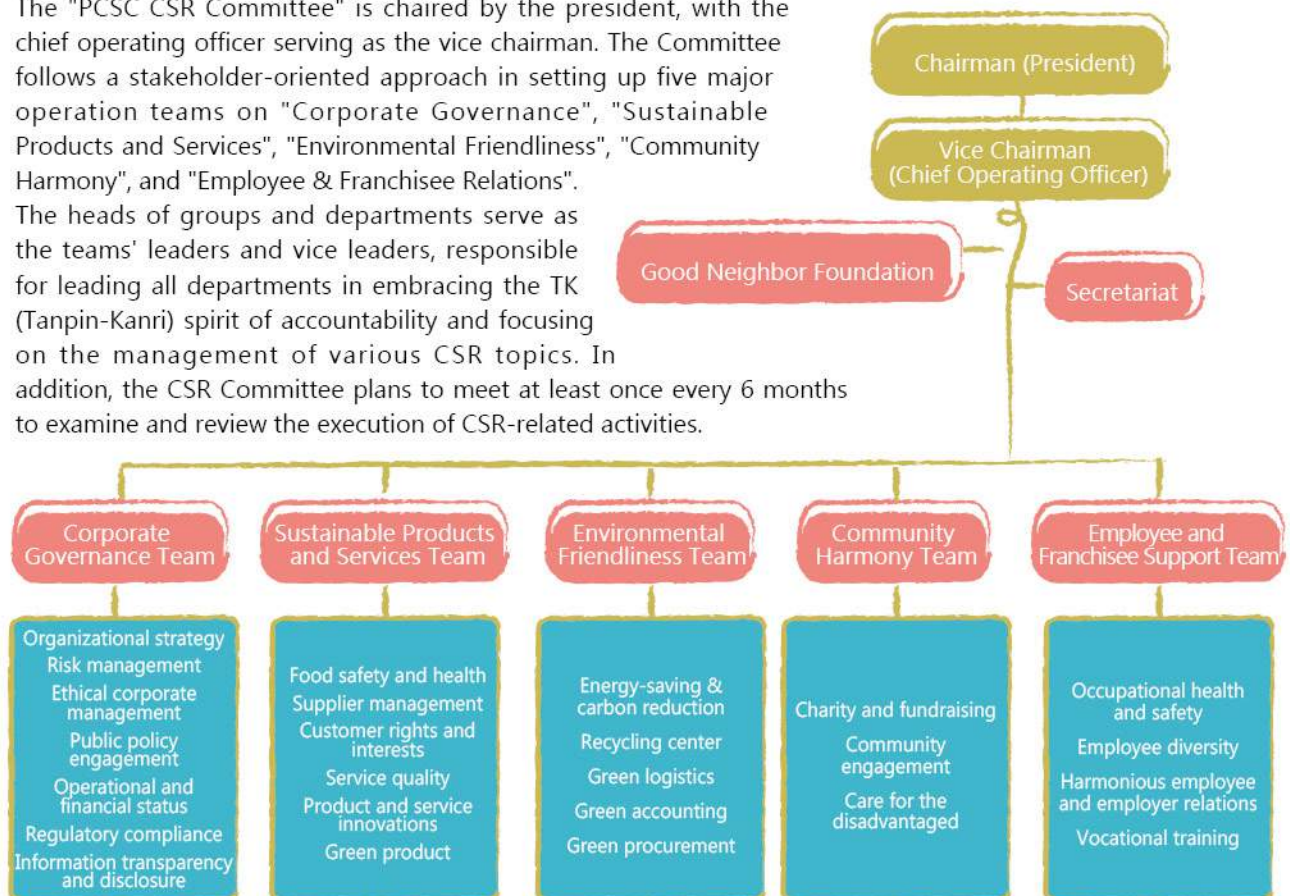 The "PCSC CSR Committee" is chaired by the president, with the
chief operating officer serving as the vice chairman. The Committee
follows a stakeholder-oriented approach in setting up five major
operation teams on "Corporate Governance", "Sustainable
Products and Services", "Environmental Friendliness", "Community
Harmony", and "Employee & Franchisee Relations".
The heads of groups and departments serve as
the teams' leaders and vice leaders, responsible
for leading all departments in embracing the TK
(Tanpin-Kanri) spirit of accountability and focusing
on the management of various CSR topics. In
addition, the CSR Committee plans to meet at least once every 6 months
to examine and review the execution of CSR-related activities.
Chairman (President)
Vice Chairman
(Chief Operating Officer)
Good Neighbor Foundation
Secretariat
Corporate
Governance Team
Organizational strategy
Risk management
Ethical corporate
management
Public policy
engagement
Operational and
financial status
Regulatory compliance
Information transparency
and disclosure
Sustainable Products
and Services Team
Food safety and health
Supplier management
Customer rights and
interests
Service quality
Product and service
innovations
Green product
Environmental
Friendliness Team
Energy-saving &
carbon reduction
Recycling center
Green logistics
Green accounting
Green procurement
Community
Harmony Team
Charity and fundraising
Community
engagement
Care for the
disadvantaged
Employee and
Franchisee Support Team
Occupational health
and safety
Employee diversity
Harmonious employee
and employer relations
Vocational training